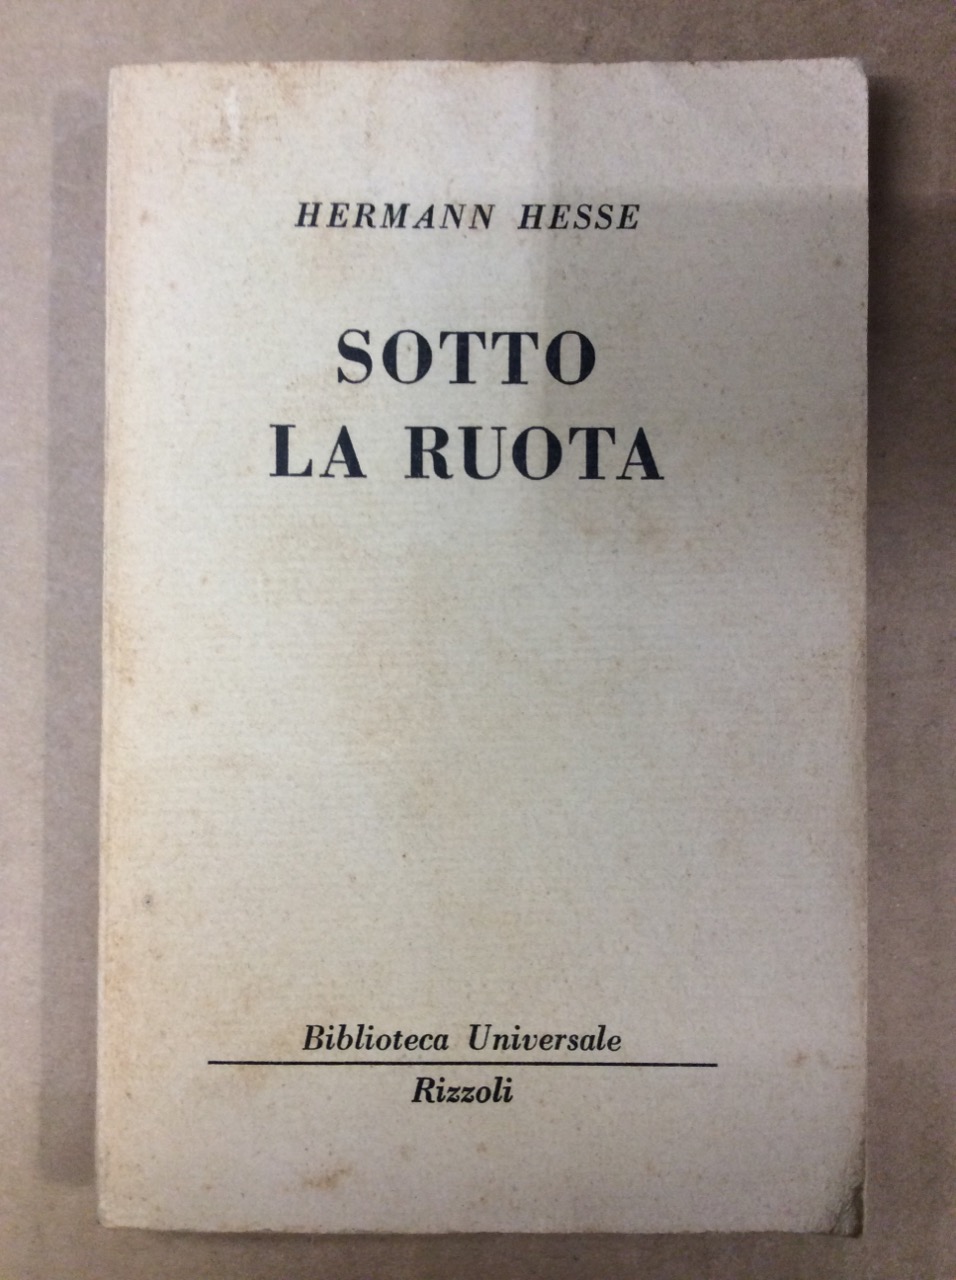 HERMANN HESSE
SOTTO
LA RUOTA
Biblioteca Universale
Rizzoli